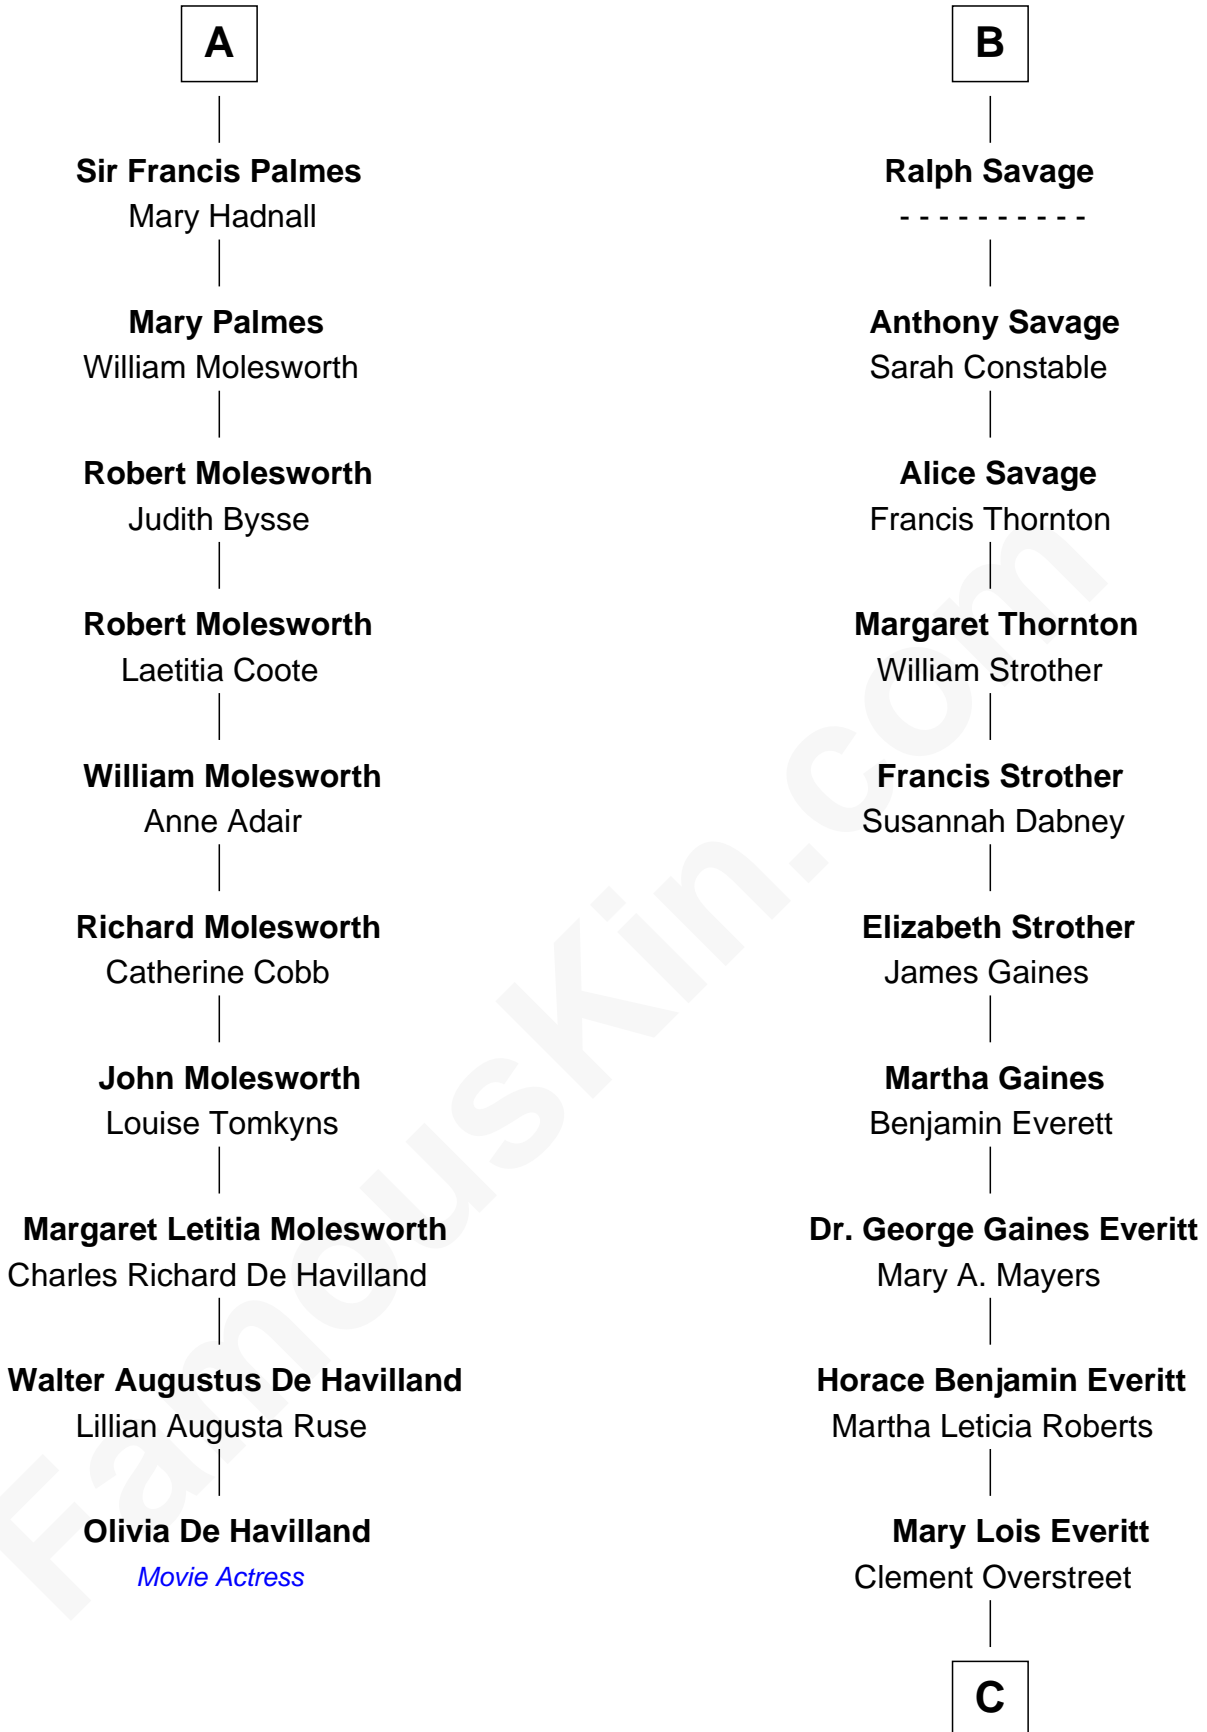 A
Sir Francis Palmes
Mary Hadnall
Mary Palmes
William Molesworth
Robert Molesworth
Judith Bysse
Robert Molesworth
Laetitia Coote
William Molesworth
Anne Adair
Richard Molesworth
Catherine Cobb
John Molesworth
Louise Tomkyns
Margaret Letitia Molesworth
Charles Richard De Havilland
Walter Augustus De Havilland
Lillian Augusta Ruse
Olivia De Havilland
Movie Actress
B
Ralph Savage
- - - - - - - - - -
Anthony Savage
Sarah Constable
Alice Savage
Francis Thornton
Margaret Thornton
William Strother
Francis Strother
Susannah Dabney
Elizabeth Strother
James Gaines
Martha Gaines
Benjamin Everett
Dr. George Gaines Everitt
Mary A. Mayers
Horace Benjamin Everitt
Martha Leticia Roberts
Mary Lois Everitt
Clement Overstreet
C
FamousKin.com